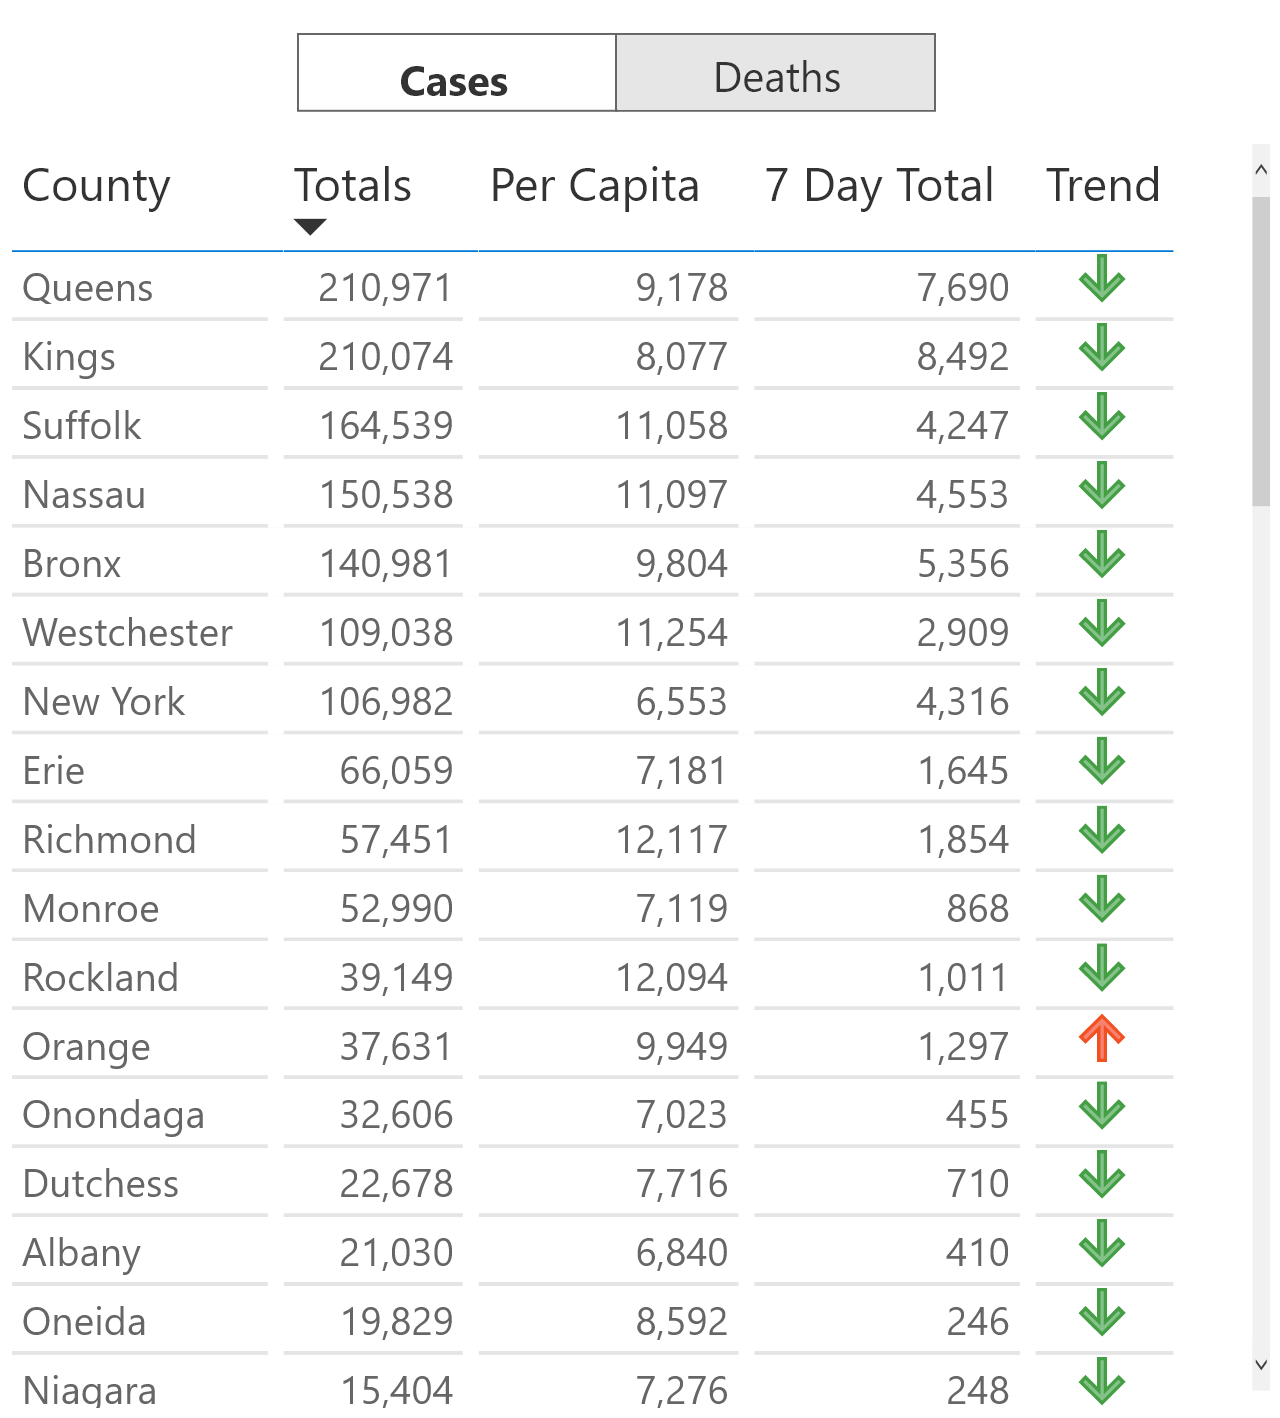 Cases Deaths
County Totals Per Capita 7 Day Total Trend
Queens 210,971 9,178 7,690
Kings 210,074 8,077 8,492
Suffolk 164,539 11,058 4,247
Nassau 150,538 11,097 4,553
Bronx 140,981 9,804 5,356
Westchester 109,038 11,254 2,909
New York 106,982 6,553 4,316
Erie 66,059 7,181 1,645
Richmond 57,451 12,117 1,854
Monroe 52,990 7,119 868
Rockland 39,149 12,094 1,011
Orange 37,631 9,949 1,297
Onondaga 32,606 7,023 455
Dutchess 22,678 7,716 710
Albany 21,030 6,840 410
Oneida 19,829 8,592 246
Niagara 15,404 7,276 248